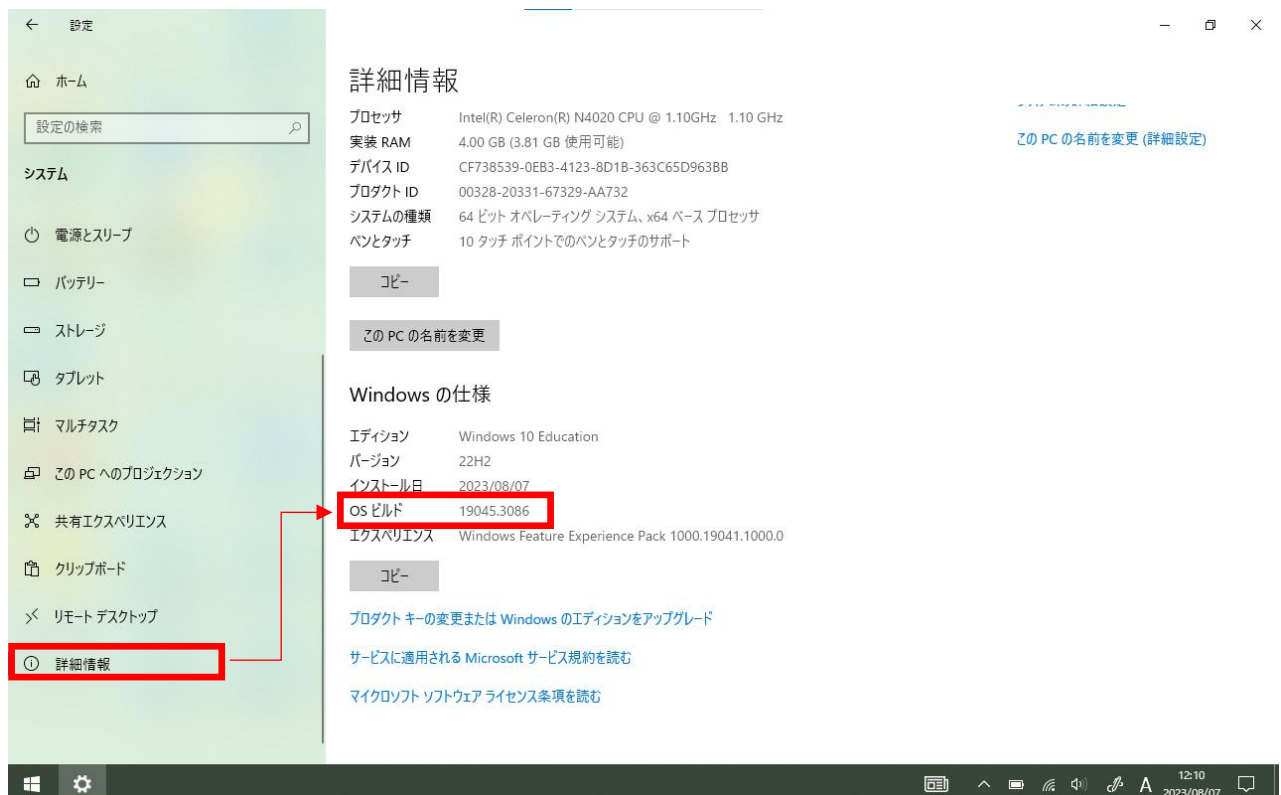 設定
ホーム
設定の検索
システム
電源とスリープ
バッテリー
ストレージ
タブレット
マルチタスク
この PC へのプロジェクション
共有エクスペリエンス
クリップボード
リモート デスクトップ
詳細情報
詳細情報
プロセッサ Intel(R) Celeron(R) N4020 CPU @ 1.10GHz 1.10 GHz
実装 RAM 4.00 GB (3.81 GB 使用可能)
デバイス ID CF738539-0EB3-4123-8D1B-363C65D963BB
プロダクト ID 00328-20331-67329-AA732
システムの種類 64 ビット オペレーティング システム、x64 ベース プロセッサ
ペンとタッチ 10 タッチ ポイントでのペンとタッチのサポート
コピー
この PC の名前を変更
Windows の仕様
エディション Windows 10 Education
バージョン 22H2
インストール日 2023/08/07
OS ビルド 19045.3086
エクスペリエンス Windows Feature Experience Pack 1000.19041.1000.0
コピー
プロダクト キーの変更または Windows のエディションをアップグレード
サービスに適用される Microsoft サービス規約を読む
マイクロソフト ソフトウェア ライセンス条項を読む
この PC の名前を変更 (詳細設定)
A
12:10
2023/08/07